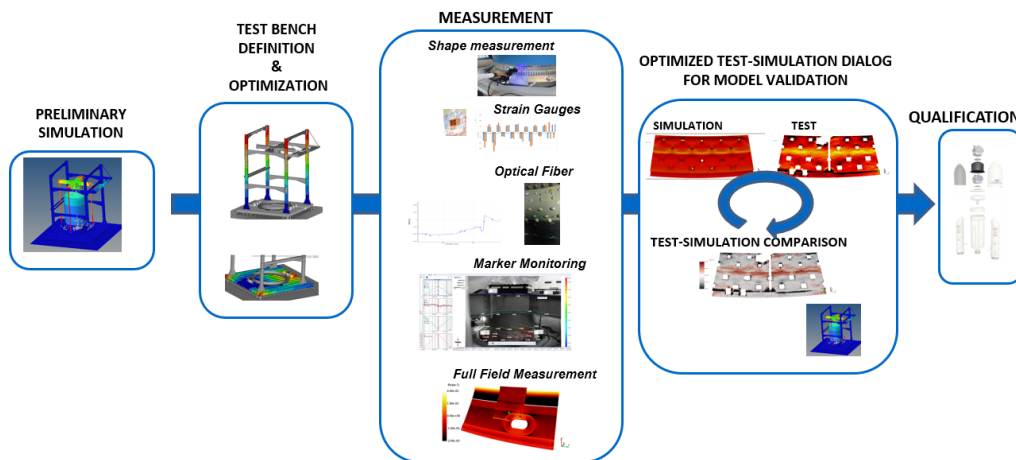 PRELIMINARY
SIMULATION
TEST BENCH
DEFINITION
&
OPTIMIZATION
MEASUREMENT
Shape measurement
Strain Gauges
Optical Fiber
Marker Monitoring
Full Field Measurement
OPTIMIZED TEST-SIMULATION DIALOG
FOR MODEL VALIDATION
SIMULATION
TEST
TEST-SIMULATION COMPARISON
QUALIFICATION